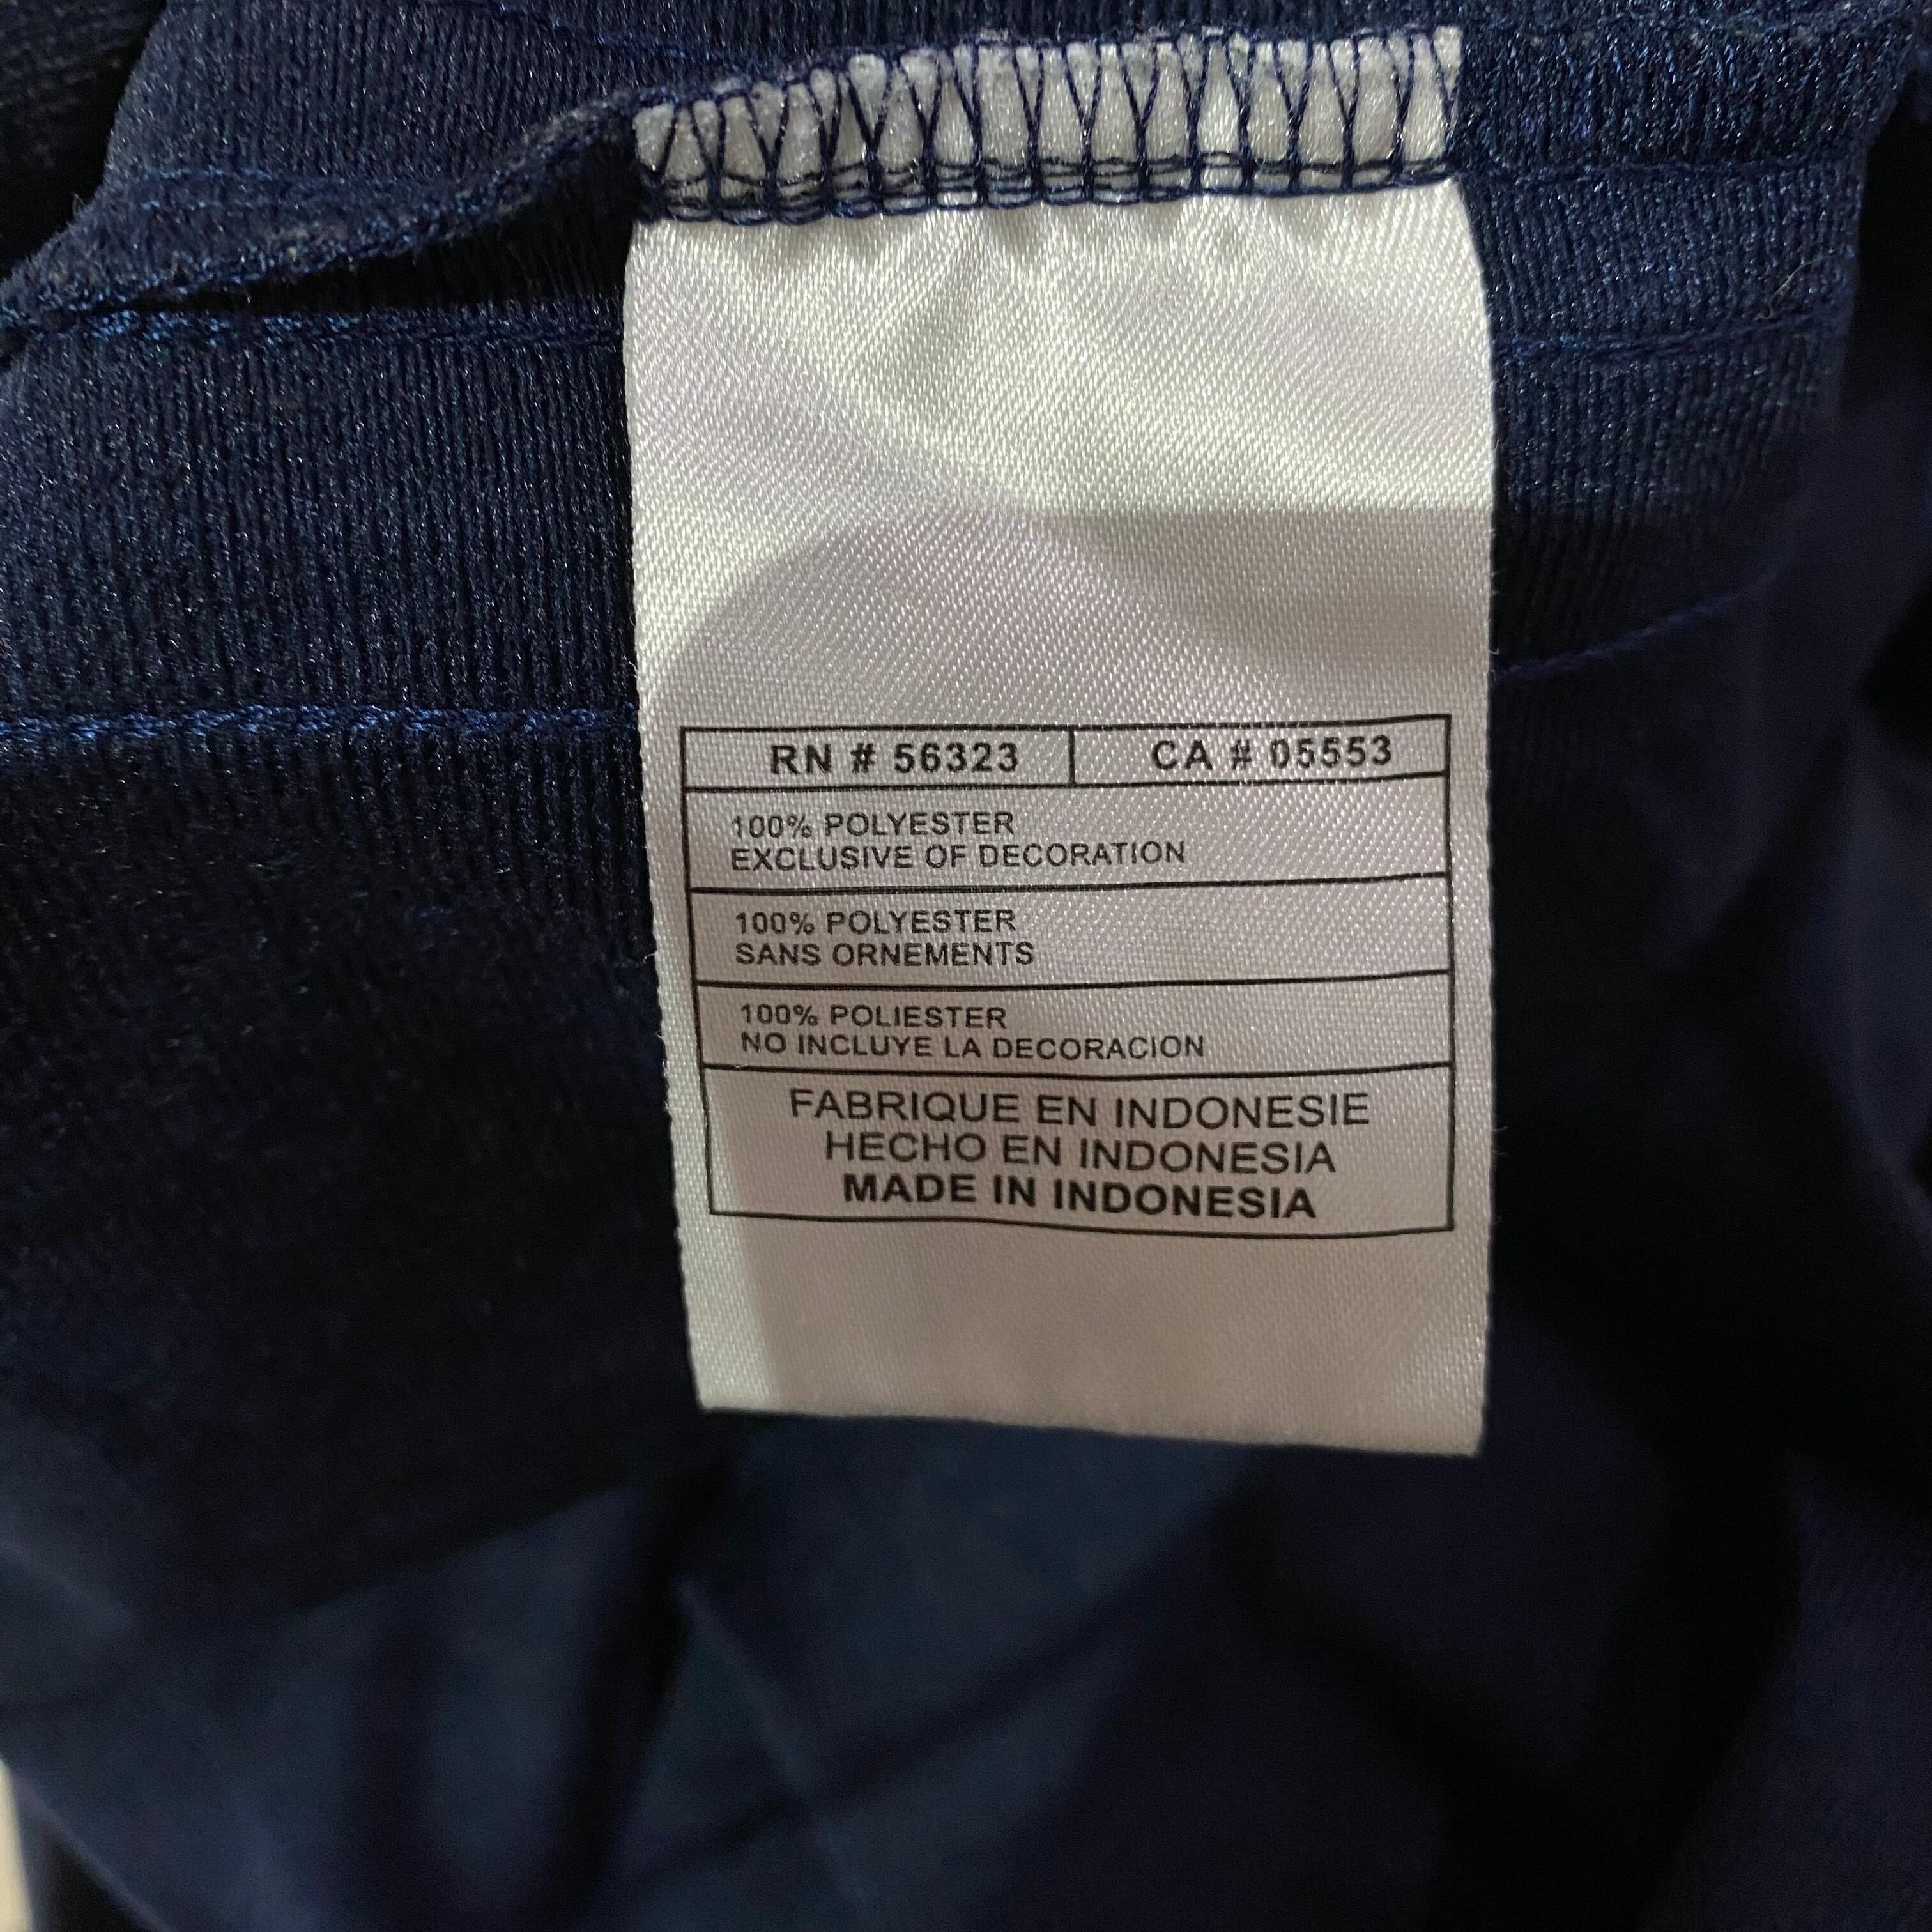 RN # 56323 CA # 05553
100% POLYESTER
EXCLUSIVE OF DECORATION
100% POLYESTER
SANS ORNEMENTS
100% POLIESTER
NO INCLUYE LA DECORACION
FABRIQUE EN INDONESIE
HECHO EN INDONESIA
MADE IN INDONESIA